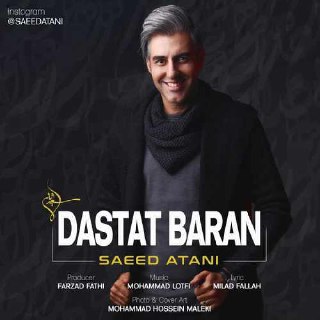 Instagram
@SAEEDATANI
DASTAT BARAN
SAEED ATANI
Producer
FARZAD FATHI
Music
MOHAMMAD LOTFI
Lyric
MILAD FALLAH
Photo & Cover Art
MOHAMMAD HOSSEIN MALEKI